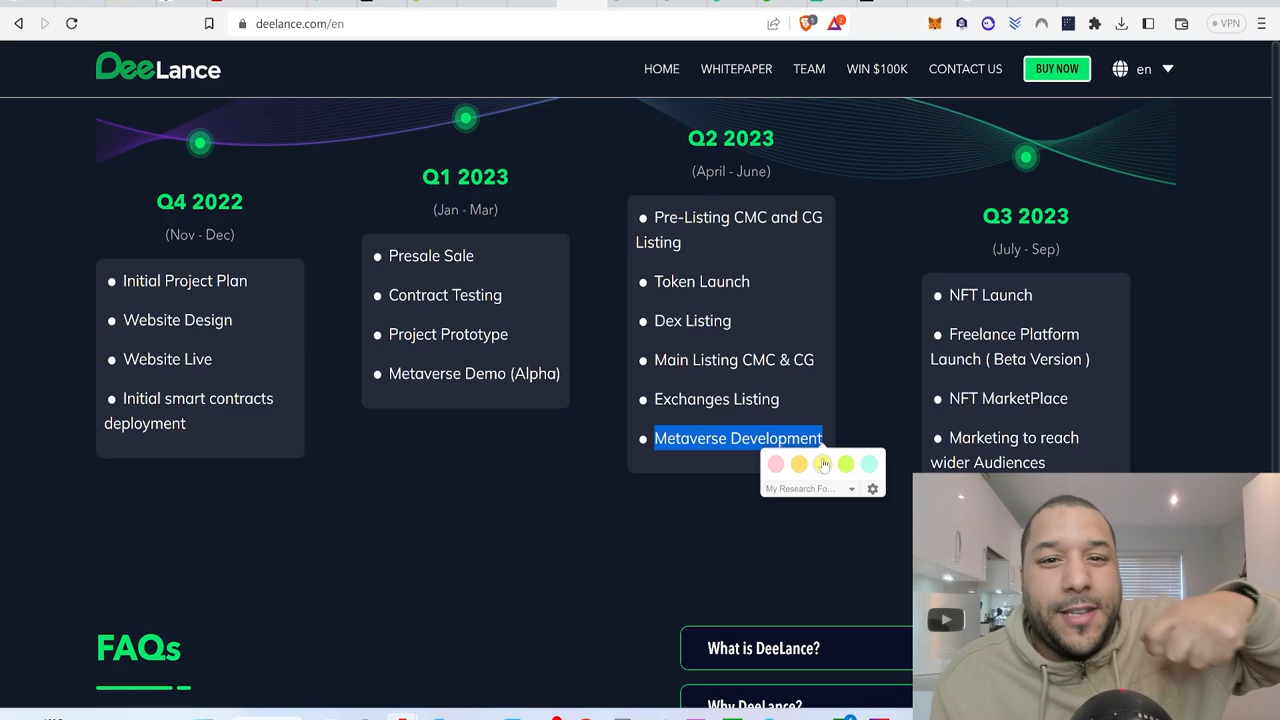 deelance.com/en
VPN
DeeLance
HOME
WHITEPAPER
TEAM
WIN $100K
CONTACT US
BUY NOW
en
Q4 2022
(Nov - Dec)
● Initial Project Plan
● Website Design
● Website Live
● Initial smart contracts
deployment
Q1 2023
(Jan - Mar)
● Presale Sale
● Contract Testing
● Project Prototype
● Metaverse Demo (Alpha)
Q2 2023
(April - June)
● Pre-Listing CMC and CG
Listing
● Token Launch
● Dex Listing
● Main Listing CMC & CG
● Exchanges Listing
● Metaverse Development
My Research Fo...
Q3 2023
(July - Sep)
● NFT Launch
● Freelance Platform
Launch ( Beta Version )
● NFT MarketPlace
● Marketing to reach
wider Audiences
FAQs
What is DeeLance?
Why DeeLance?